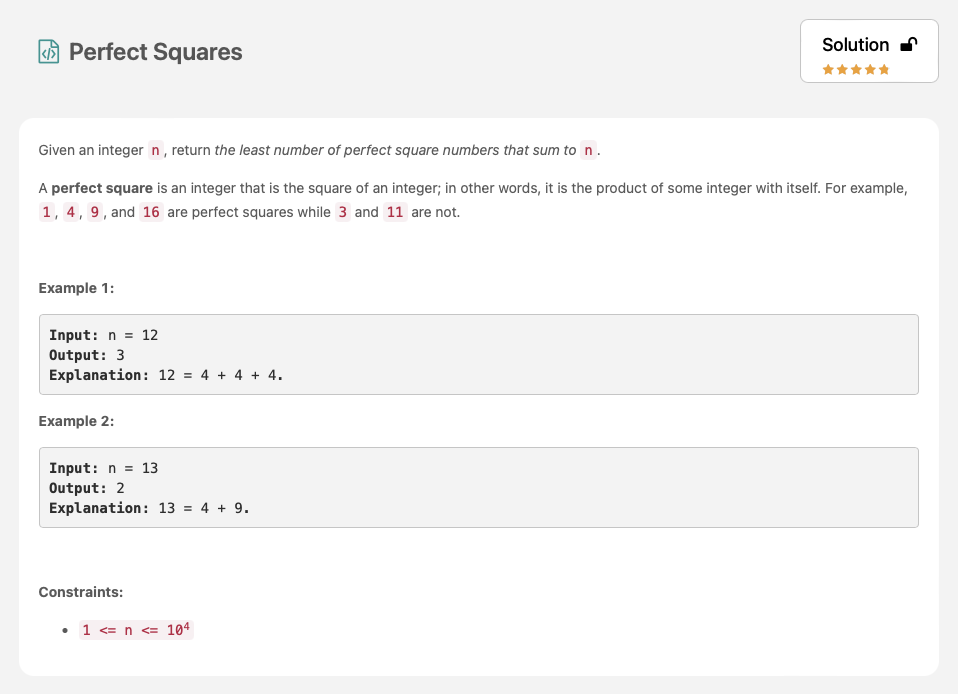 Perfect Squares
Solution
Given an integer n, return the least number of perfect square numbers that sum to n.
A perfect square is an integer that is the square of an integer; in other words, it is the product of some integer with itself. For example,
1, 4, 9, and 16 are perfect squares while 3 and 11 are not.
Example 1:
Input: n = 12
Output: 3
Explanation: 12 = 4 + 4 + 4.
Example 2:
Input: n = 13
Output: 2
Explanation: 13 = 4 + 9.
Constraints:
• 1 <= n <= 10⁴